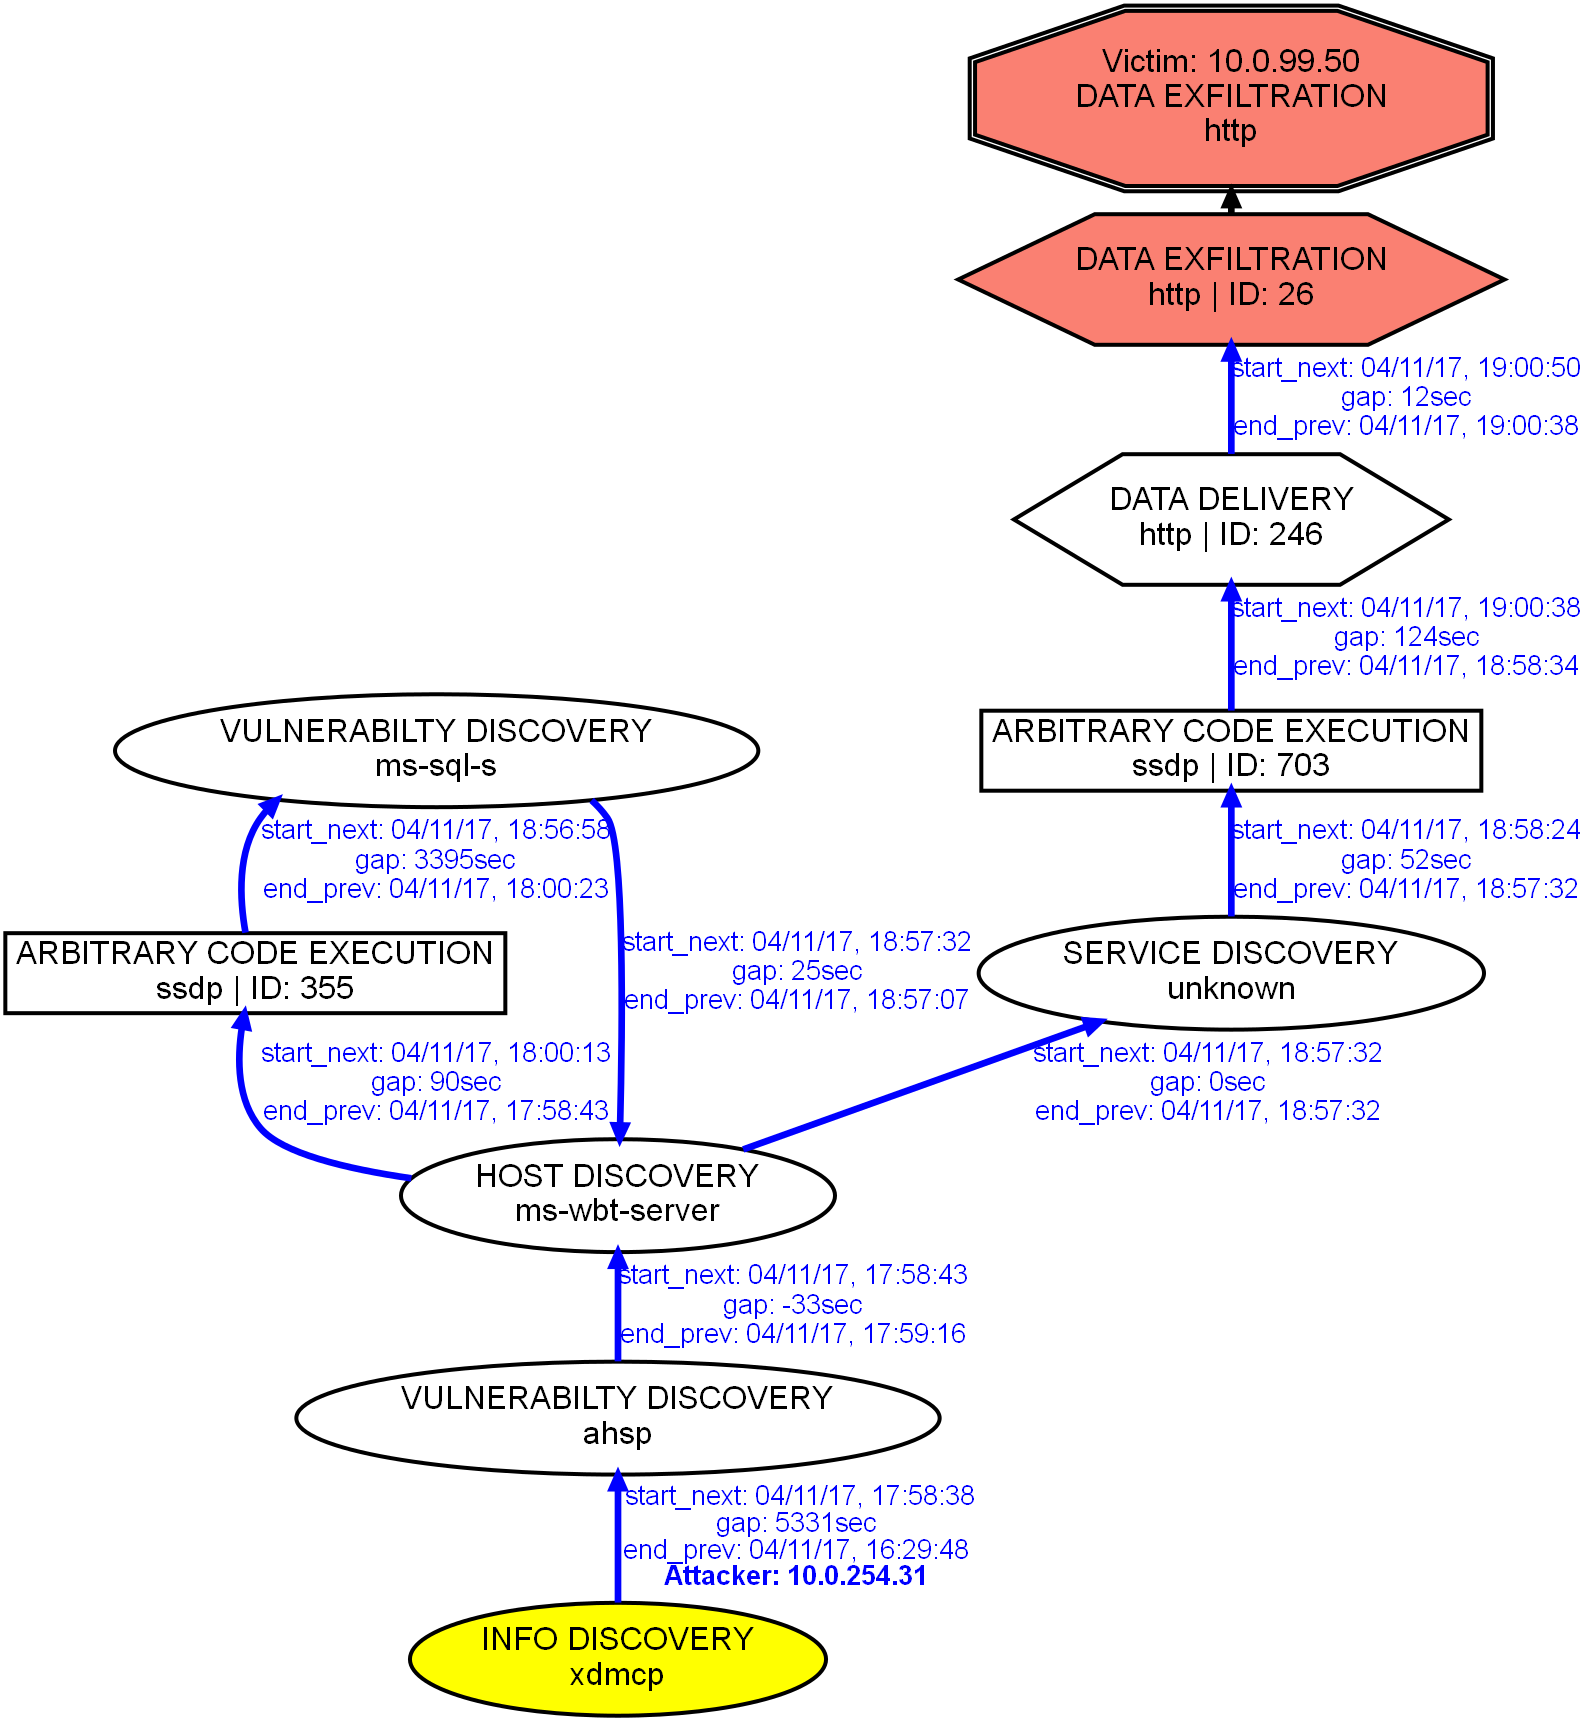 Victim: 10.0.99.50
DATA EXFILTRATION
http
DATA EXFILTRATION
http | ID: 26
start_next: 04/11/17, 19:00:50
gap: 12sec
end_prev: 04/11/17, 19:00:38
DATA DELIVERY
http | ID: 246
start_next: 04/11/17, 19:00:38
gap: 124sec
end_prev: 04/11/17, 18:58:34
VULNERABILTY DISCOVERY
ms-sql-s
ARBITRARY CODE EXECUTION
ssdp | ID: 703
start_next: 04/11/17, 18:56:58
gap: 3395sec
end_prev: 04/11/17, 18:00:23
start_next: 04/11/17, 18:58:24
gap: 52sec
end_prev: 04/11/17, 18:57:32
ARBITRARY CODE EXECUTION
ssdp | ID: 355
start_next: 04/11/17, 18:57:32
gap: 25sec
end_prev: 04/11/17, 18:57:07
SERVICE DISCOVERY
unknown
start_next: 04/11/17, 18:00:13
gap: 90sec
end_prev: 04/11/17, 17:58:43
start_next: 04/11/17, 18:57:32
gap: 0sec
end_prev: 04/11/17, 18:57:32
HOST DISCOVERY
ms-wbt-server
start_next: 04/11/17, 17:58:43
gap: -33sec
end_prev: 04/11/17, 17:59:16
VULNERABILTY DISCOVERY
ahsp
start_next: 04/11/17, 17:58:38
gap: 5331sec
end_prev: 04/11/17, 16:29:48
Attacker: 10.0.254.31
INFO DISCOVERY
xdmcp